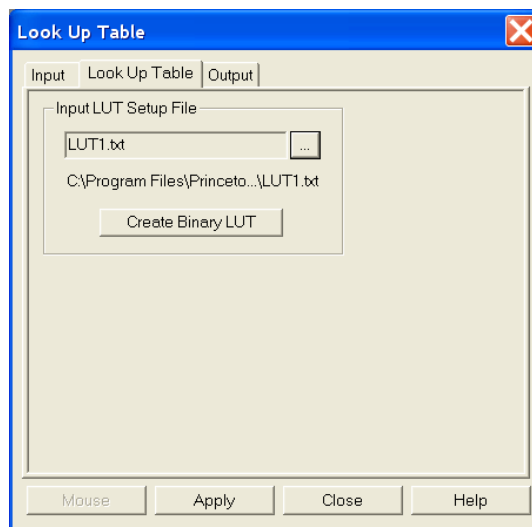 Look Up Table
Input Look Up Table Output
Input LUT Setup File
LUT1.txt ...
C:\Program Files\Princeto...\LUT1.txt
Create Binary LUT
Mouse Apply Close Help